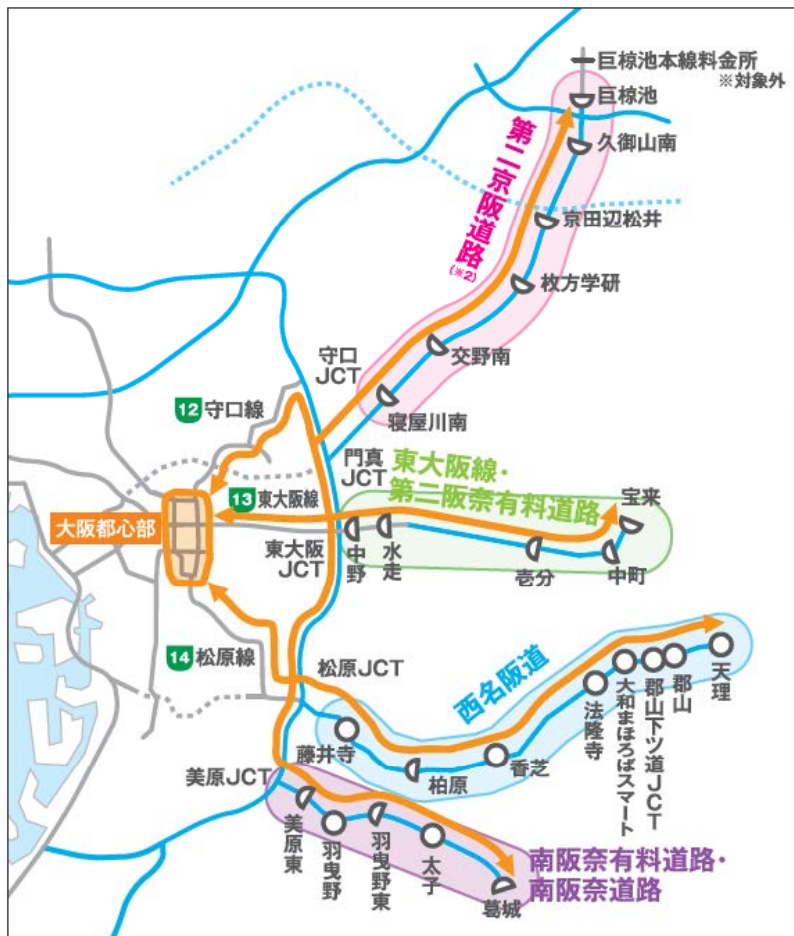 巨椋池本線料金所
※対象外
巨椋池
久御山南
第二京阪道路
(※2)
京田辺松井
枚方学研
守口
JCT
交野南
12 守口線
寝屋川南
門真
JCT
東大阪線・
第二阪奈有料道路
宝来
13 東大阪線
大阪都心部
東大阪
JCT
中野
水走
壱分
中町
14 松原線
松原JCT
西名阪道
天理
郡山
郡山下ツ道JCT
大和まほろばスマート
法隆寺
藤井寺
柏原
香芝
美原JCT
美原東
羽曳野
羽曳野東
太子
葛城
南阪奈有料道路・
南阪奈道路